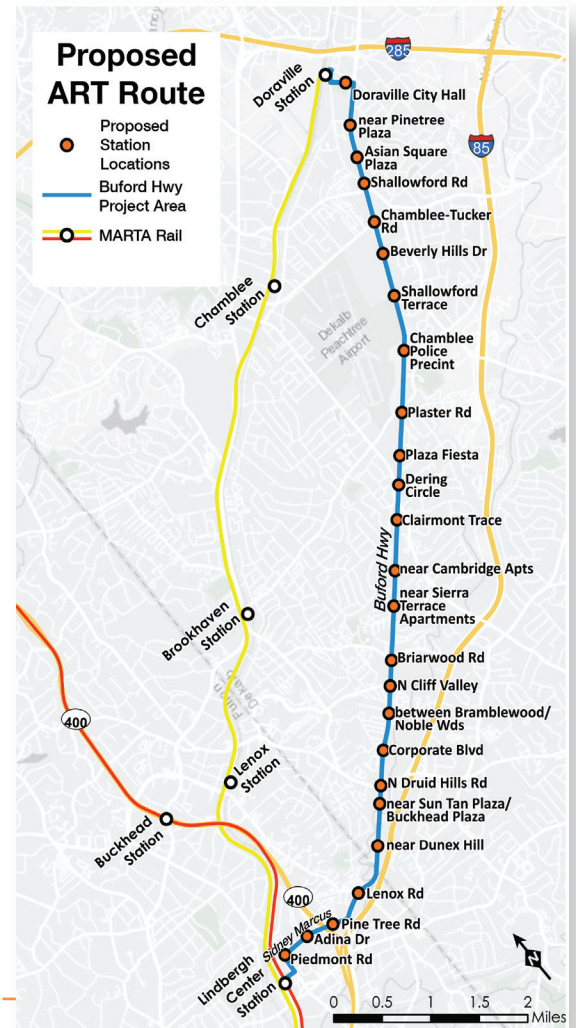 Proposed
ART Route
Proposed
Station
Locations
Buford Hwy
Project Area
MARTA Rail
285
85
Doraville
Station
Doraville City Hall
near Pinetree
Plaza
Asian Square
Plaza
Shallowford Rd
Chamblee-Tucker
Rd
Beverly Hills Dr
Shallowford
Terrace
Chamblee
Station
Dekalb
Peachtree
Airport
Chamblee
Police
Precint
Plaster Rd
Plaza Fiesta
Dering
Circle
Clairmont Trace
Buford Hwy
near Cambridge Apts
near Sierra
Terrace
Apartments
Brookhaven
Station
Briarwood Rd
N Cliff Valley
between Bramblewood/
Noble Wds
Corporate Blvd
400
Lenox
Station
N Druid Hills Rd
near Sun Tan Plaza/
Buckhead Plaza
Buckhead
Station
near Dunex Hill
400
Lenox Rd
Sidney Marcus
Pine Tree Rd
Adina Dr
Piedmont Rd
Lindbergh
Center
Station
N
0 0.5 1 1.5 2
Miles